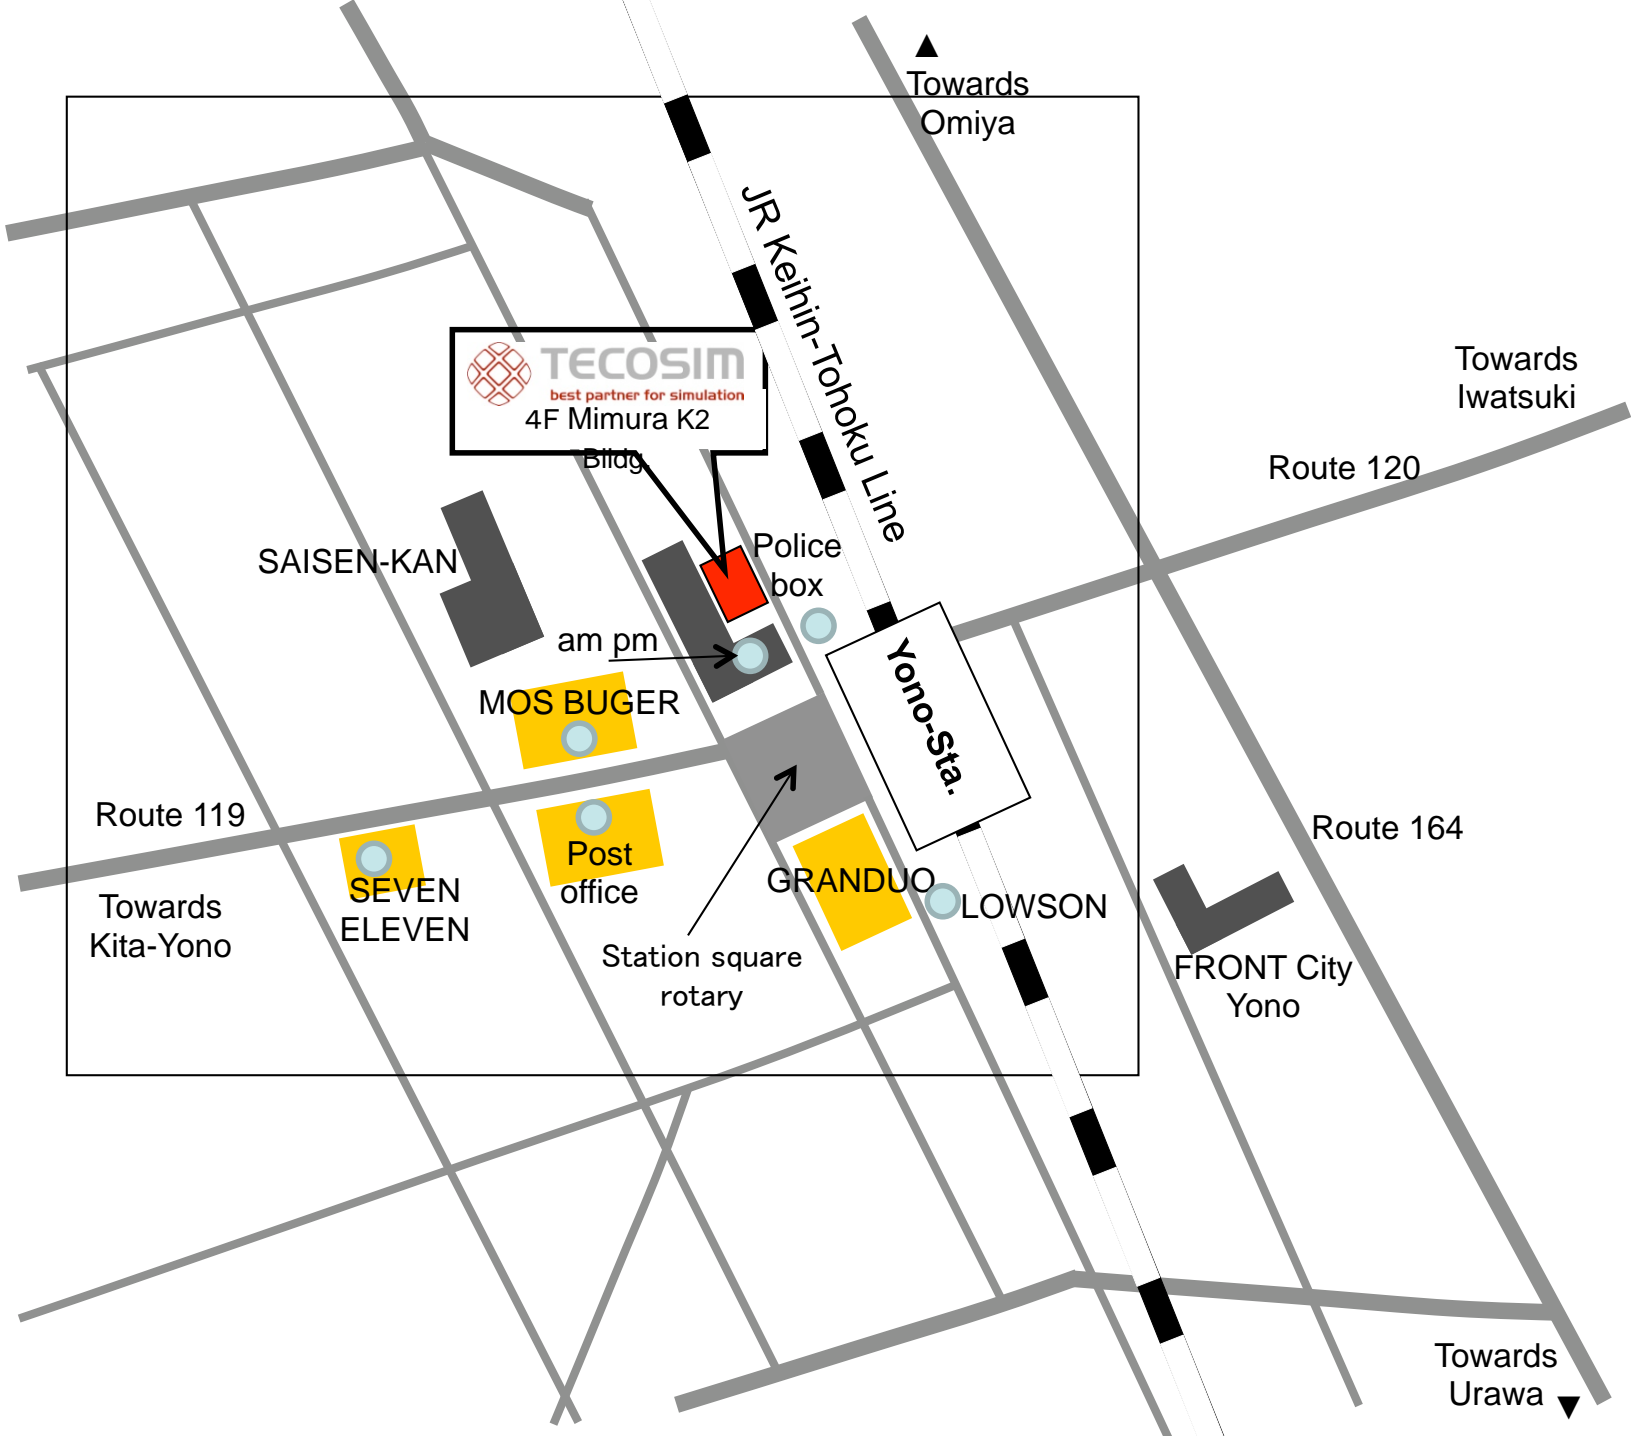 ▲
Towards
Omiya
JR Keihin-Tohoku Line
TECOSIM
best partner for simulation
4F Mimura K2
Bildg.
Towards
Iwatsuki
Route 120
Police
box
SAISEN-KAN
am pm
MOS BUGER
Yono-Sta.
Route 119
Route 164
Post
office
SEVEN
ELEVEN
GRANDUO
LOWSON
Towards
Kita-Yono
Station square
rotary
FRONT City
Yono
Towards
Urawa ▼